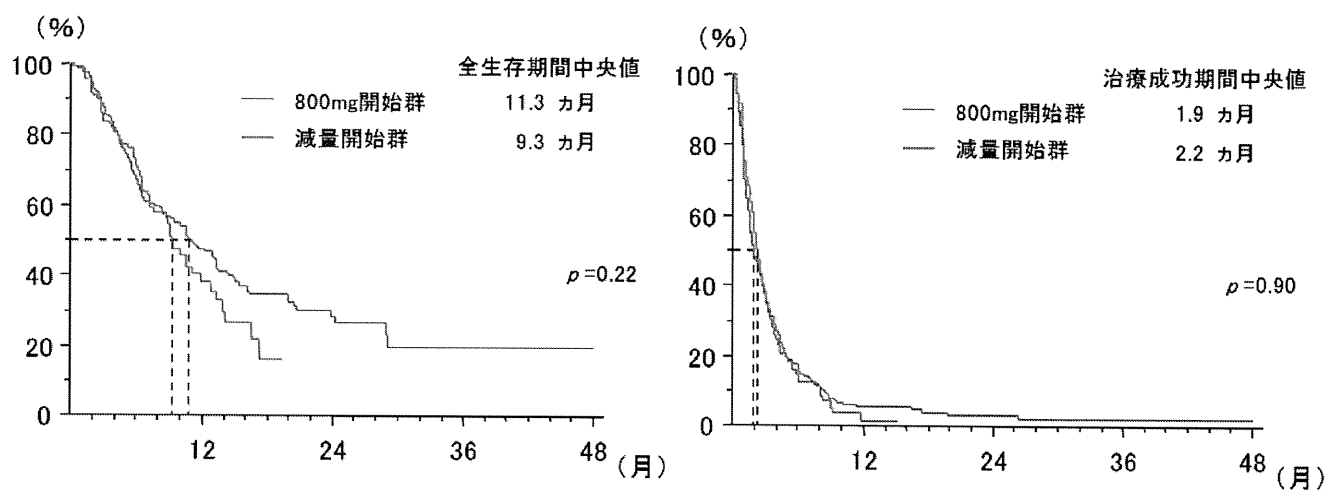 (%)
100
80
60
40
20
0
12
24
36
48
(月)
全生存期間中央値
800mg開始群 11.3 ヵ月
減量開始群 9.3 ヵ月
p=0.22
(%)
100
80
60
40
20
0
12
24
36
48
(月)
治療成功期間中央値
800mg開始群 1.9 ヵ月
減量開始群 2.2 ヵ月
p=0.90